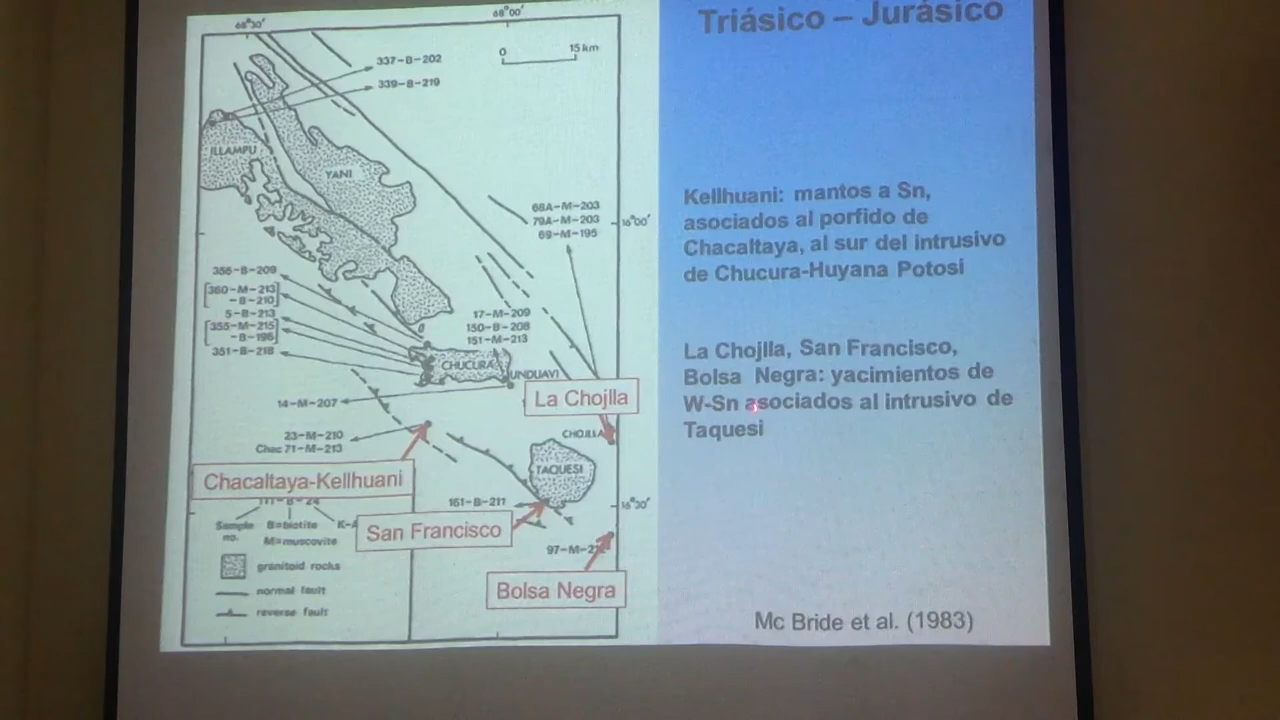 Triásico – Jurásico
68°30'
68°00'
0 15 km
337-B-202
339-B-219
ILLAMPU
YANI
68A-M-203
79A-M-203
69-M-195
16°00'
356-B-209
[360-M-213]
[-B-210]
5-B-213
[355-M-215]
[-B-196]
351-B-218
17-M-209
150-B-208
151-M-213
CHUCURA
UNDUAVI
14-M-207
La Chojlla
CHOJLLA
23-M-210
Chac 71-M-213
TAQUESI
Chacaltaya-Kellhuani
161-B-211
16°30'
San Francisco
Sample no.
B=biotite
M=muscovite
97-M-
granitoid rocks
normal fault
reverse fault
Bolsa Negra
Kellhuani: mantos a Sn,
asociados al porfido de
Chacaltaya, al sur del intrusivo
de Chucura-Huyana Potosi
La Chojlla, San Francisco,
Bolsa Negra: yacimientos de
W-Sn asociados al intrusivo de
Taquesi
Mc Bride et al. (1983)